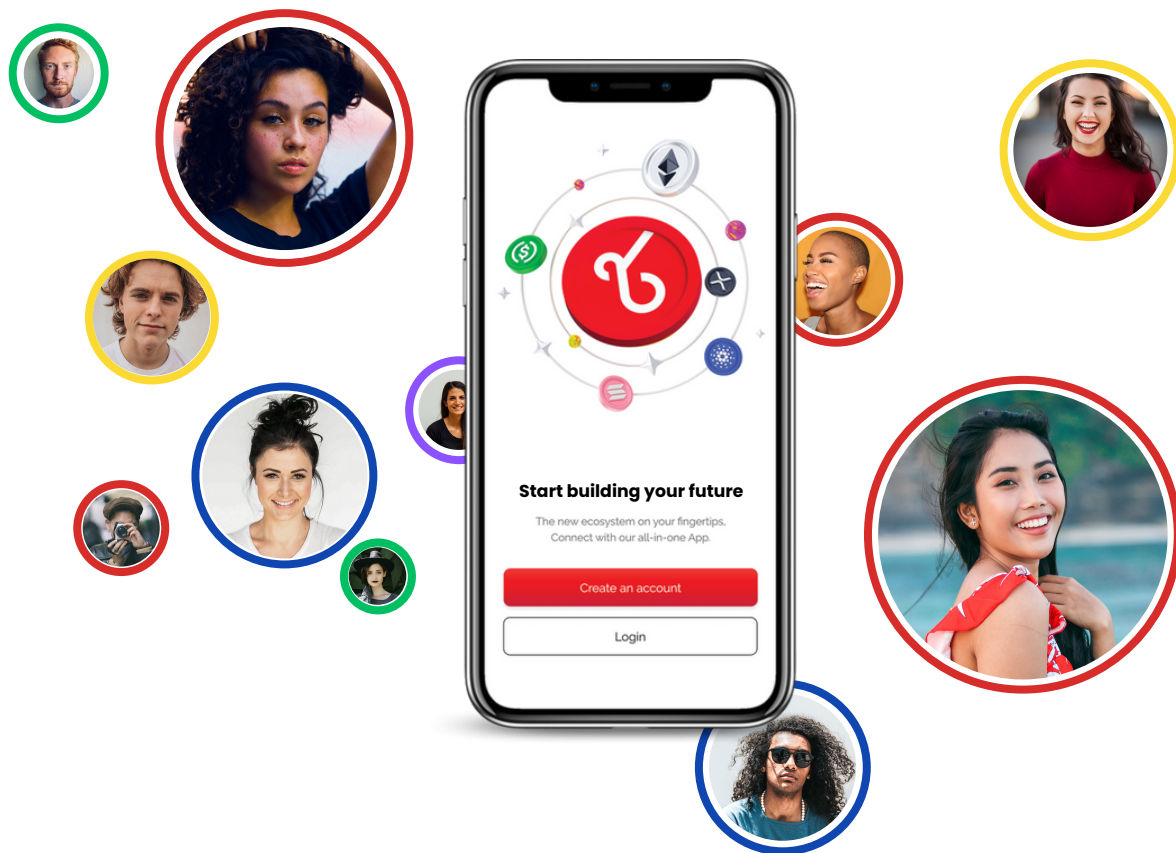 Start building your future
The new ecosystem on your fingertips,
Connect with our all-in-one App.
Create an account
Login